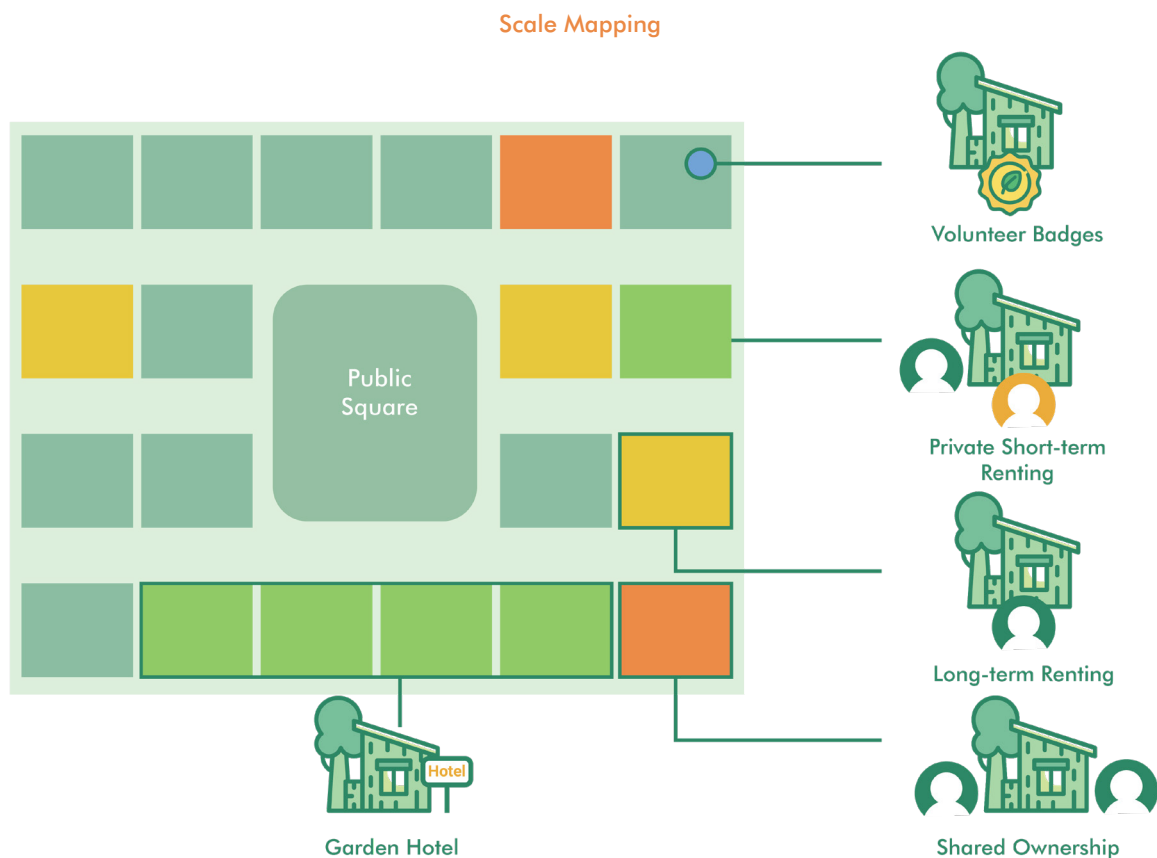 Scale Mapping
Volunteer Badges
Public
Square
Private Short-term
Renting
Long-term Renting
Hotel
Garden Hotel
Shared Ownership